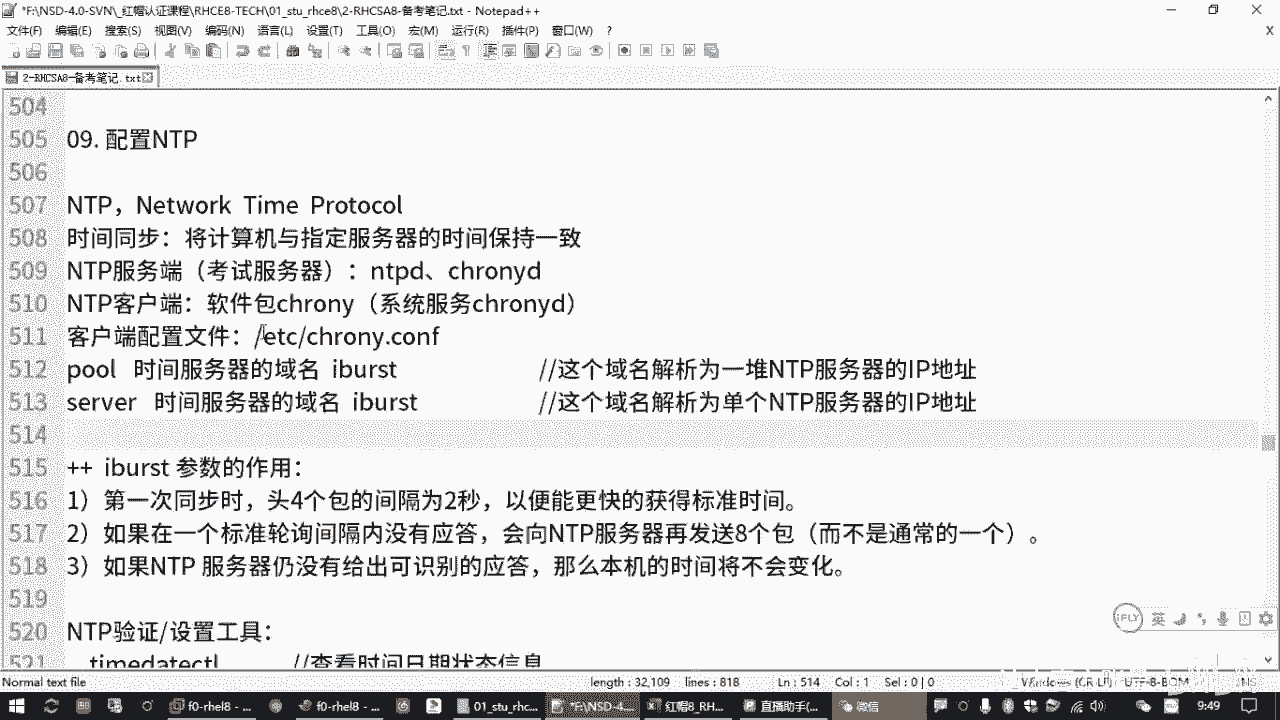 *F:\NSD-4.0-SVN\_红帽认证课程\RHCE8-TECH\01_stu_rhce8\2-RHCSA8-备考笔记.txt - Notepad++
文件(F) 编辑(E) 搜索(S) 视图(V) 编码(N) 语言(L) 设置(T) 工具(O) 宏(M) 运行(R) 插件(P) 窗口(W) ? X
2-RHCSA8-备考笔记.txt
504
505 09. 配置NTP
506
507 NTP，Network Time Protocol
508 时间同步：将计算机与指定服务器的时间保持一致
509 NTP服务端（考试服务器）：ntpd、chronyd
510 NTP客户端：软件包chrony（系统服务chronyd）
511 客户端配置文件：/etc/chrony.conf
512 pool 时间服务器的域名 iburst //这个域名解析为一堆NTP服务器的IP地址
513 server 时间服务器的域名 iburst //这个域名解析为单个NTP服务器的IP地址
514
515 ++ iburst 参数的作用：
516 1）第一次同步时，头4个包的间隔为2秒，以便能更快的获得标准时间。
517 2）如果在一个标准轮询间隔内没有应答，会向NTP服务器再发送8个包（而不是通常的一个）。
518 3）如果NTP 服务器仍没有给出可识别的应答，那么本机的时间将不会变化。
519
520 NTP验证/设置工具：
521 timedatectl //查看时间日期状态信息
iFLY 英
Normal text file length : 32,109 lines : 818 Ln : 514 Col : 1 Sel : 0 | 0 Windows (CR LF) UTF-8-BOM INS
f0-rhel8 - ... f0-rhel8 - ... 01_stu_rhc... *F:\NSD-4... 红帽8_RH... 直播助手(... 微信 9:49